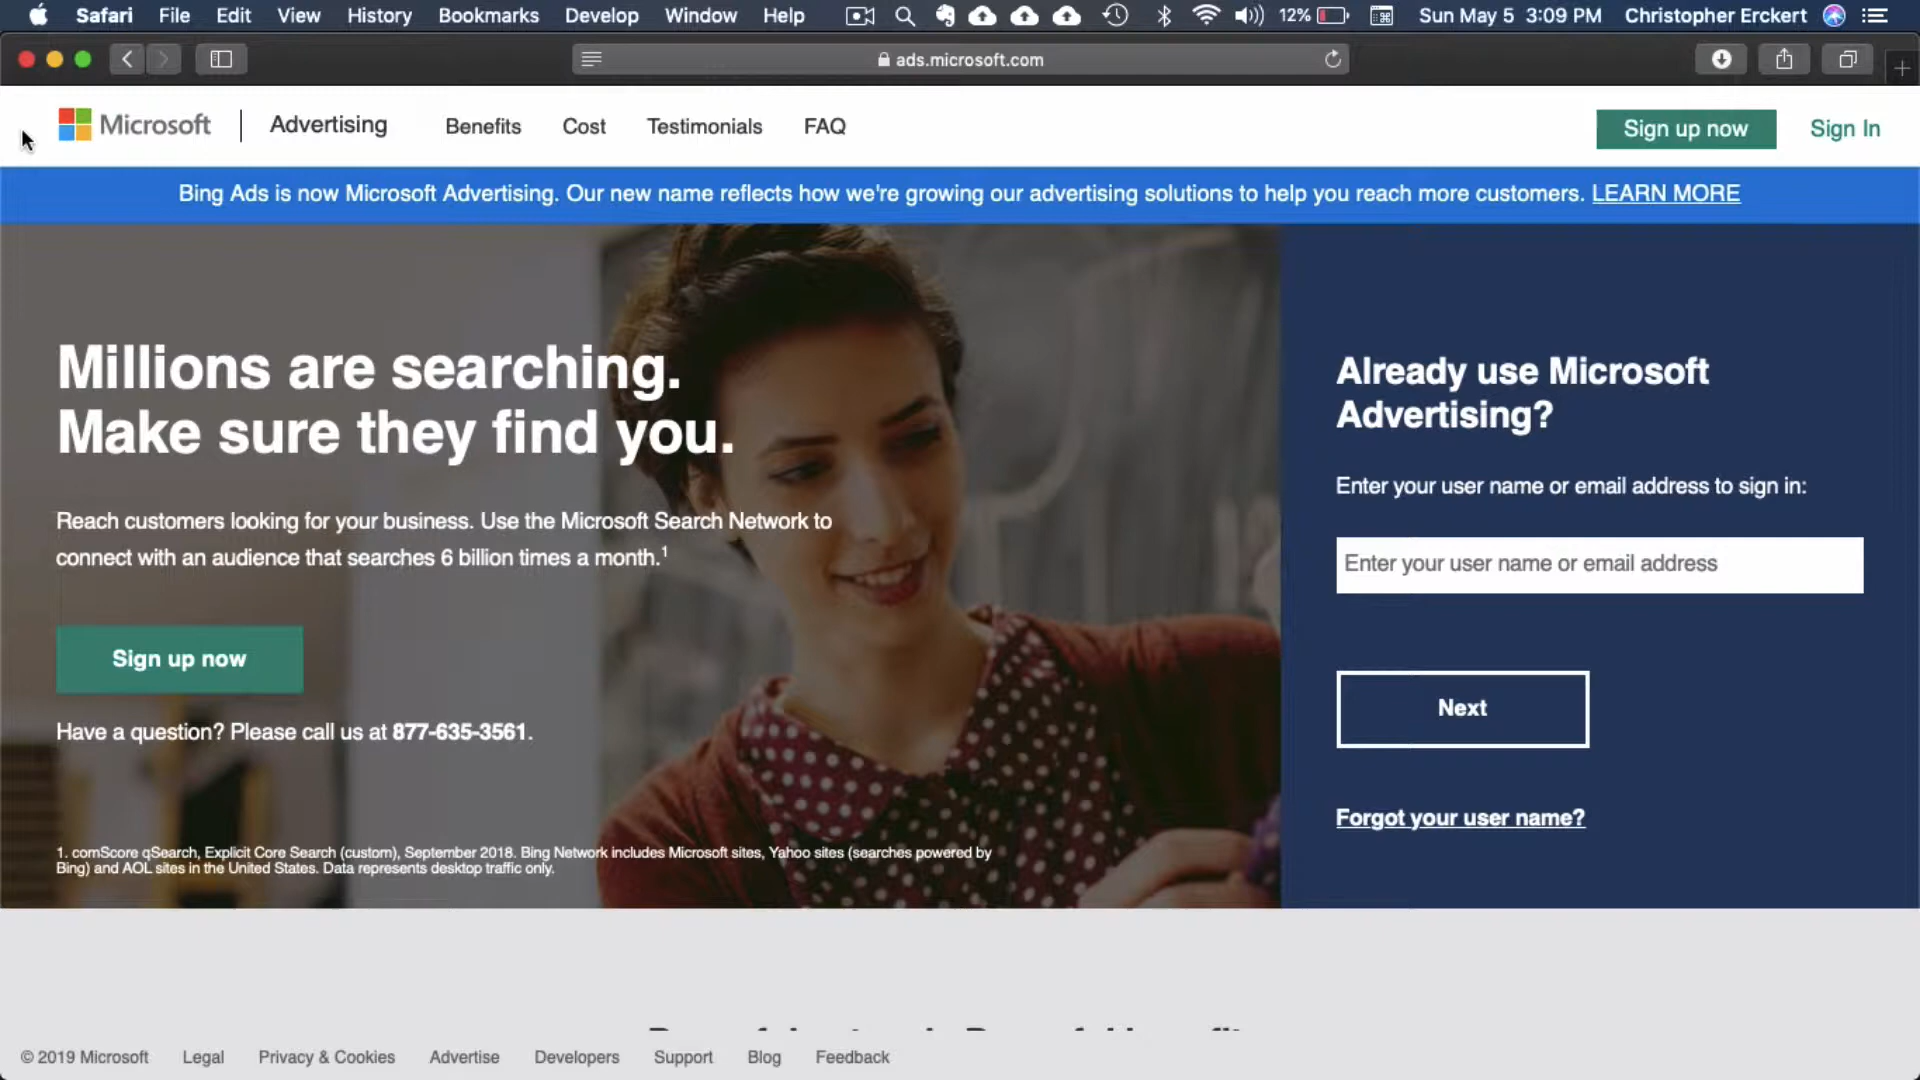 Safari File Edit View History Bookmarks Develop Window Help 12% Sun May 5 3:09 PM Christopher Erckert
ads.microsoft.com
Microsoft Advertising Benefits Cost Testimonials FAQ Sign up now Sign In
Bing Ads is now Microsoft Advertising. Our new name reflects how we're growing our advertising solutions to help you reach more customers. LEARN MORE
Millions are searching.
Make sure they find you.
Reach customers looking for your business. Use the Microsoft Search Network to
connect with an audience that searches 6 billion times a month.1
Sign up now
Have a question? Please call us at 877-635-3561.
1. comScore qSearch, Explicit Core Search (custom), September 2018. Bing Network includes Microsoft sites, Yahoo sites (searches powered by
Bing) and AOL sites in the United States. Data represents desktop traffic only.
Already use Microsoft
Advertising?
Enter your user name or email address to sign in:
Enter your user name or email address
Next
Forgot your user name?
© 2019 Microsoft Legal Privacy & Cookies Advertise Developers Support Blog Feedback